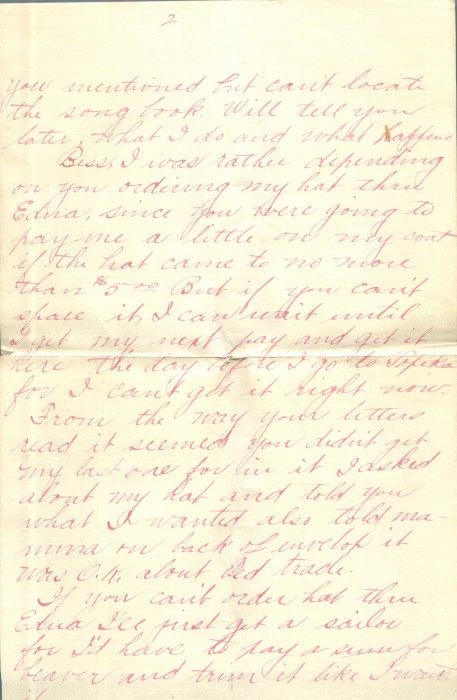 2
you mentioned but can't locate
the song book. Will tell you
later what I do and what happens
Bess, I was rather depending
on you ordering my hat thru
Edna, since you were going to
pay me a little on my coat
if the hat came to no more
than $5.00 But if you can't
spare it, I can wait until
I get my next pay and get it
here the day before I go to Topeka
for I can't get it right now.
From the way your letters
read it seemed you didn't get
my last one for in it I asked
about my hat and told you
what I wanted also told ma-
mma on back of envelop it
was O.K. about bed trade.
If you can't order hat thru
Edna I'll just get a sailor
for I'd have to pay a sum for
beaver and trim it like I want
it